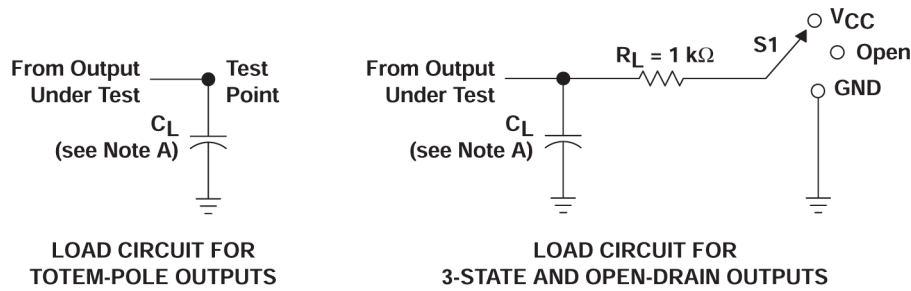 From Output
Under Test
Test
Point
CL
(see Note A)
LOAD CIRCUIT FOR
TOTEM-POLE OUTPUTS
From Output
Under Test
RL = 1 kΩ
S1
VCC
Open
GND
CL
(see Note A)
LOAD CIRCUIT FOR
3-STATE AND OPEN-DRAIN OUTPUTS